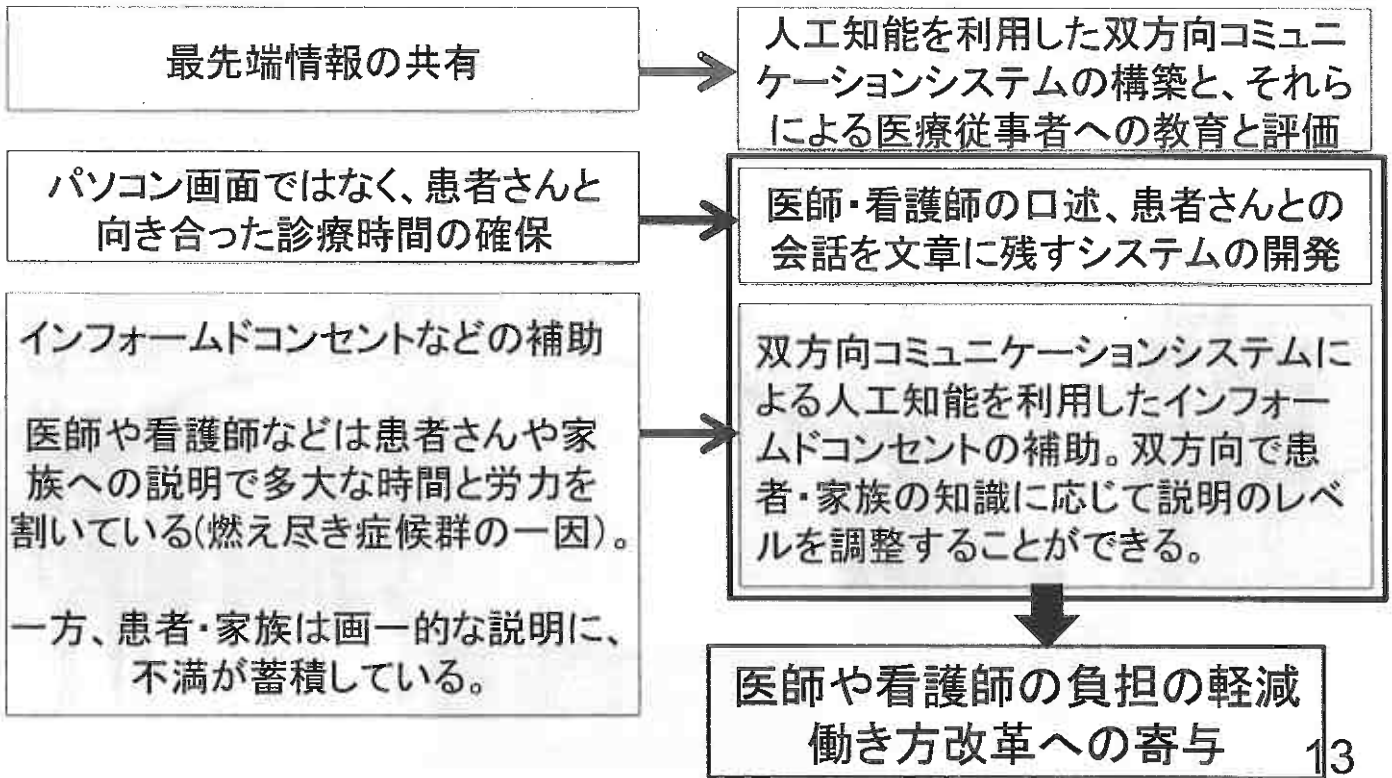 最先端情報の共有
人工知能を利用した双方向コミュニ
ケーションシステムの構築と、それら
による医療従事者への教育と評価
パソコン画面ではなく、患者さんと
向き合った診療時間の確保
医師・看護師の口述、患者さんとの
会話を文章に残すシステムの開発
インフォームドコンセントなどの補助
医師や看護師などは患者さんや家
族への説明で多大な時間と労力を
割いている(燃え尽き症候群の一因)。
一方、患者・家族は画一的な説明に、
不満が蓄積している。
双方向コミュニケーションシステムに
よる人工知能を利用したインフォー
ムドコンセントの補助。双方向で患
者・家族の知識に応じて説明のレベ
ルを調整することができる。
医師や看護師の負担の軽減
働き方改革への寄与
13